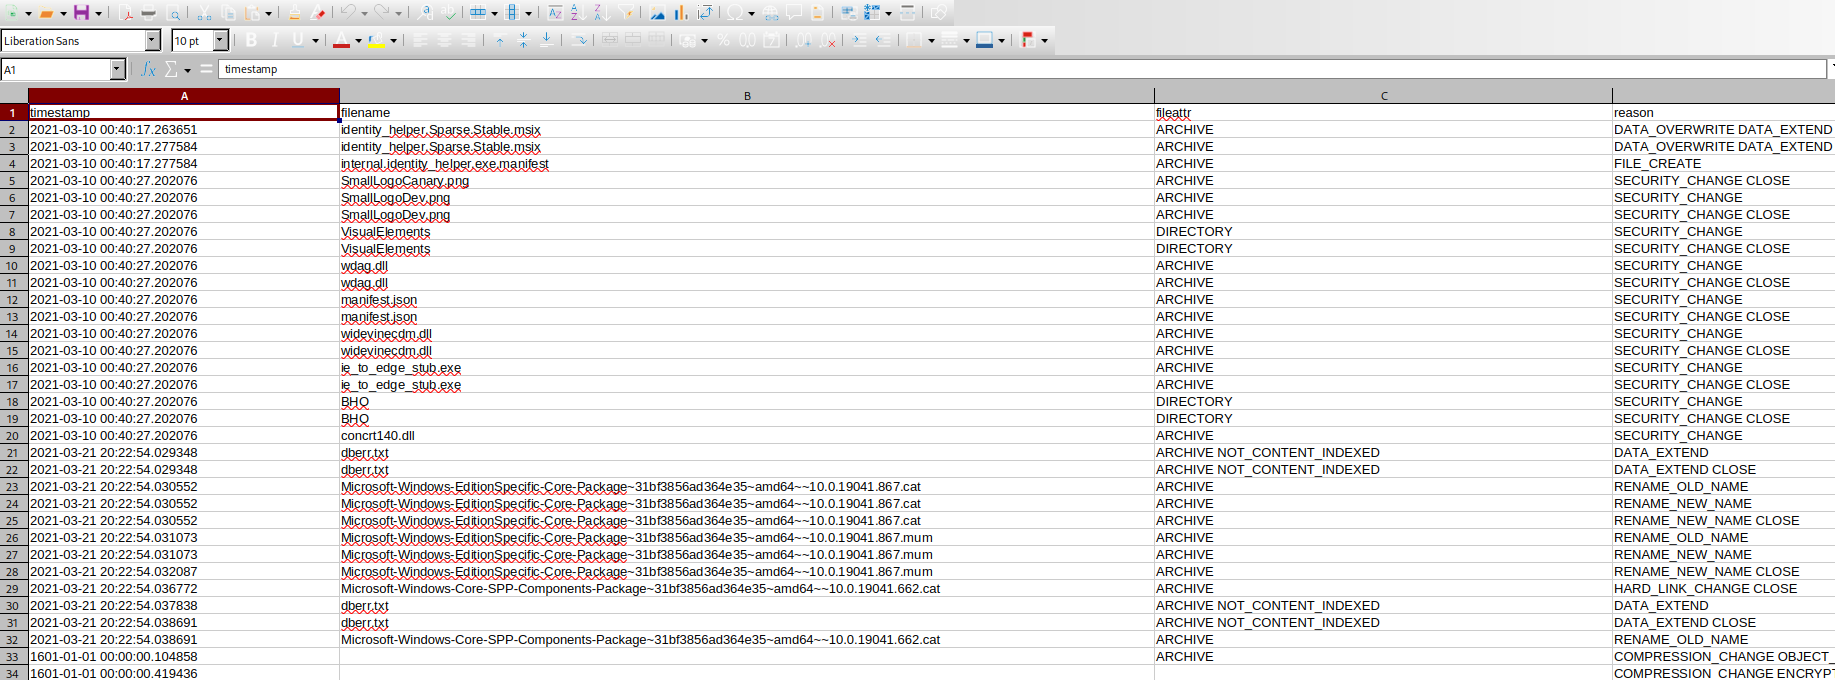 Liberation Sans 10 pt
A1 timestamp
A B C
1 timestamp filename fileattr reason
2 2021-03-10 00:40:17.263651 identity_helper.Sparse.Stable.msix ARCHIVE DATA_OVERWRITE DATA_EXTEND
3 2021-03-10 00:40:17.277584 identity_helper.Sparse.Stable.msix ARCHIVE DATA_OVERWRITE DATA_EXTEND
4 2021-03-10 00:40:17.277584 internal.identity_helper.exe.manifest ARCHIVE FILE_CREATE
5 2021-03-10 00:40:27.202076 SmallLogoCanary.png ARCHIVE SECURITY_CHANGE CLOSE
6 2021-03-10 00:40:27.202076 SmallLogoDev.png ARCHIVE SECURITY_CHANGE
7 2021-03-10 00:40:27.202076 SmallLogoDev.png ARCHIVE SECURITY_CHANGE CLOSE
8 2021-03-10 00:40:27.202076 VisualElements DIRECTORY SECURITY_CHANGE
9 2021-03-10 00:40:27.202076 VisualElements DIRECTORY SECURITY_CHANGE CLOSE
10 2021-03-10 00:40:27.202076 wdag.dll ARCHIVE SECURITY_CHANGE
11 2021-03-10 00:40:27.202076 wdag.dll ARCHIVE SECURITY_CHANGE CLOSE
12 2021-03-10 00:40:27.202076 manifest.json ARCHIVE SECURITY_CHANGE
13 2021-03-10 00:40:27.202076 manifest.json ARCHIVE SECURITY_CHANGE CLOSE
14 2021-03-10 00:40:27.202076 widevinecdm.dll ARCHIVE SECURITY_CHANGE
15 2021-03-10 00:40:27.202076 widevinecdm.dll ARCHIVE SECURITY_CHANGE CLOSE
16 2021-03-10 00:40:27.202076 ie_to_edge_stub.exe ARCHIVE SECURITY_CHANGE
17 2021-03-10 00:40:27.202076 ie_to_edge_stub.exe ARCHIVE SECURITY_CHANGE CLOSE
18 2021-03-10 00:40:27.202076 BHO DIRECTORY SECURITY_CHANGE
19 2021-03-10 00:40:27.202076 BHO DIRECTORY SECURITY_CHANGE CLOSE
20 2021-03-10 00:40:27.202076 concrt140.dll ARCHIVE SECURITY_CHANGE
21 2021-03-21 20:22:54.029348 dberr.txt ARCHIVE NOT_CONTENT_INDEXED DATA_EXTEND
22 2021-03-21 20:22:54.029348 dberr.txt ARCHIVE NOT_CONTENT_INDEXED DATA_EXTEND CLOSE
23 2021-03-21 20:22:54.030552 Microsoft-Windows-EditionSpecific-Core-Package~31bf3856ad364e35~amd64~~10.0.19041.867.cat ARCHIVE RENAME_OLD_NAME
24 2021-03-21 20:22:54.030552 Microsoft-Windows-EditionSpecific-Core-Package~31bf3856ad364e35~amd64~~10.0.19041.867.cat ARCHIVE RENAME_NEW_NAME
25 2021-03-21 20:22:54.030552 Microsoft-Windows-EditionSpecific-Core-Package~31bf3856ad364e35~amd64~~10.0.19041.867.cat ARCHIVE RENAME_NEW_NAME CLOSE
26 2021-03-21 20:22:54.031073 Microsoft-Windows-EditionSpecific-Core-Package~31bf3856ad364e35~amd64~~10.0.19041.867.mum ARCHIVE RENAME_OLD_NAME
27 2021-03-21 20:22:54.031073 Microsoft-Windows-EditionSpecific-Core-Package~31bf3856ad364e35~amd64~~10.0.19041.867.mum ARCHIVE RENAME_NEW_NAME
28 2021-03-21 20:22:54.032087 Microsoft-Windows-EditionSpecific-Core-Package~31bf3856ad364e35~amd64~~10.0.19041.867.mum ARCHIVE RENAME_NEW_NAME CLOSE
29 2021-03-21 20:22:54.036772 Microsoft-Windows-Core-SPP-Components-Package~31bf3856ad364e35~amd64~~10.0.19041.662.cat ARCHIVE HARD_LINK_CHANGE CLOSE
30 2021-03-21 20:22:54.037838 dberr.txt ARCHIVE NOT_CONTENT_INDEXED DATA_EXTEND
31 2021-03-21 20:22:54.038691 dberr.txt ARCHIVE NOT_CONTENT_INDEXED DATA_EXTEND CLOSE
32 2021-03-21 20:22:54.038691 Microsoft-Windows-Core-SPP-Components-Package~31bf3856ad364e35~amd64~~10.0.19041.662.cat ARCHIVE RENAME_OLD_NAME
33 1601-01-01 00:00:00.104858 ARCHIVE COMPRESSION_CHANGE OBJECT_
34 1601-01-01 00:00:00.419436 COMPRESSION_CHANGE ENCRYPT